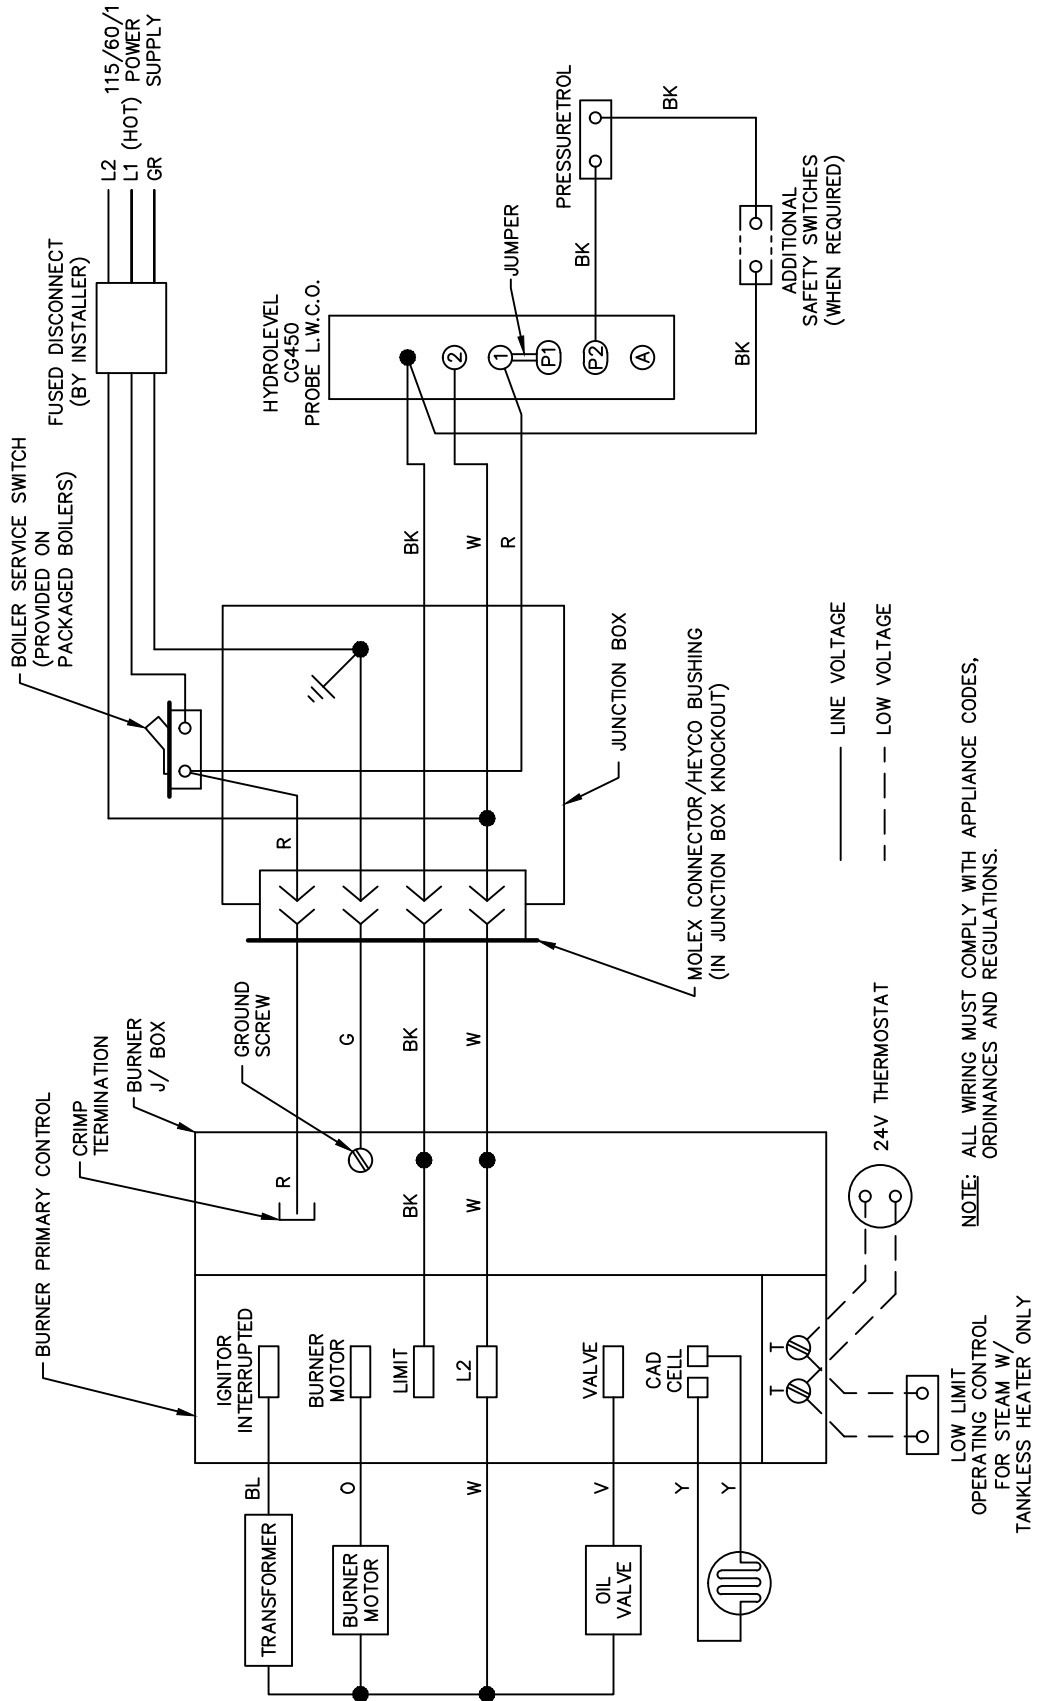 BURNER PRIMARY CONTROL
CRIMP
TERMINATION
BURNER
J/ BOX
GROUND
SCREW
BOILER SERVICE SWITCH
(PROVIDED ON
PACKAGED BOILERS)
FUSED DISCONNECT
(BY INSTALLER)
L2
L1 (HOT)
GR
115/60/1
POWER
SUPPLY
HYDROLEVEL
CG450
PROBE L.W.C.O.
2
1
P1
P2
A
JUMPER
PRESSURETROL
BK
BK
BK
ADDITIONAL
SAFETY SWITCHES
(WHEN REQUIRED)
BK
W
R
R
JUNCTION BOX
MOLEX CONNECTOR/HEYCO BUSHING
(IN JUNCTION BOX KNOCKOUT)
G
BK
W
R
BK
W
IGNITOR
INTERRUPTED
BURNER
MOTOR
LIMIT
L2
VALVE
CAD
CELL
T
T
BL
O
W
V
Y
Y
TRANSFORMER
BURNER
MOTOR
OIL
VALVE
24V THERMOSTAT
LOW LIMIT
OPERATING CONTROL
FOR STEAM W/
TANKLESS HEATER ONLY
LINE VOLTAGE
LOW VOLTAGE
NOTE: ALL WIRING MUST COMPLY WITH APPLIANCE CODES,
ORDINANCES AND REGULATIONS.